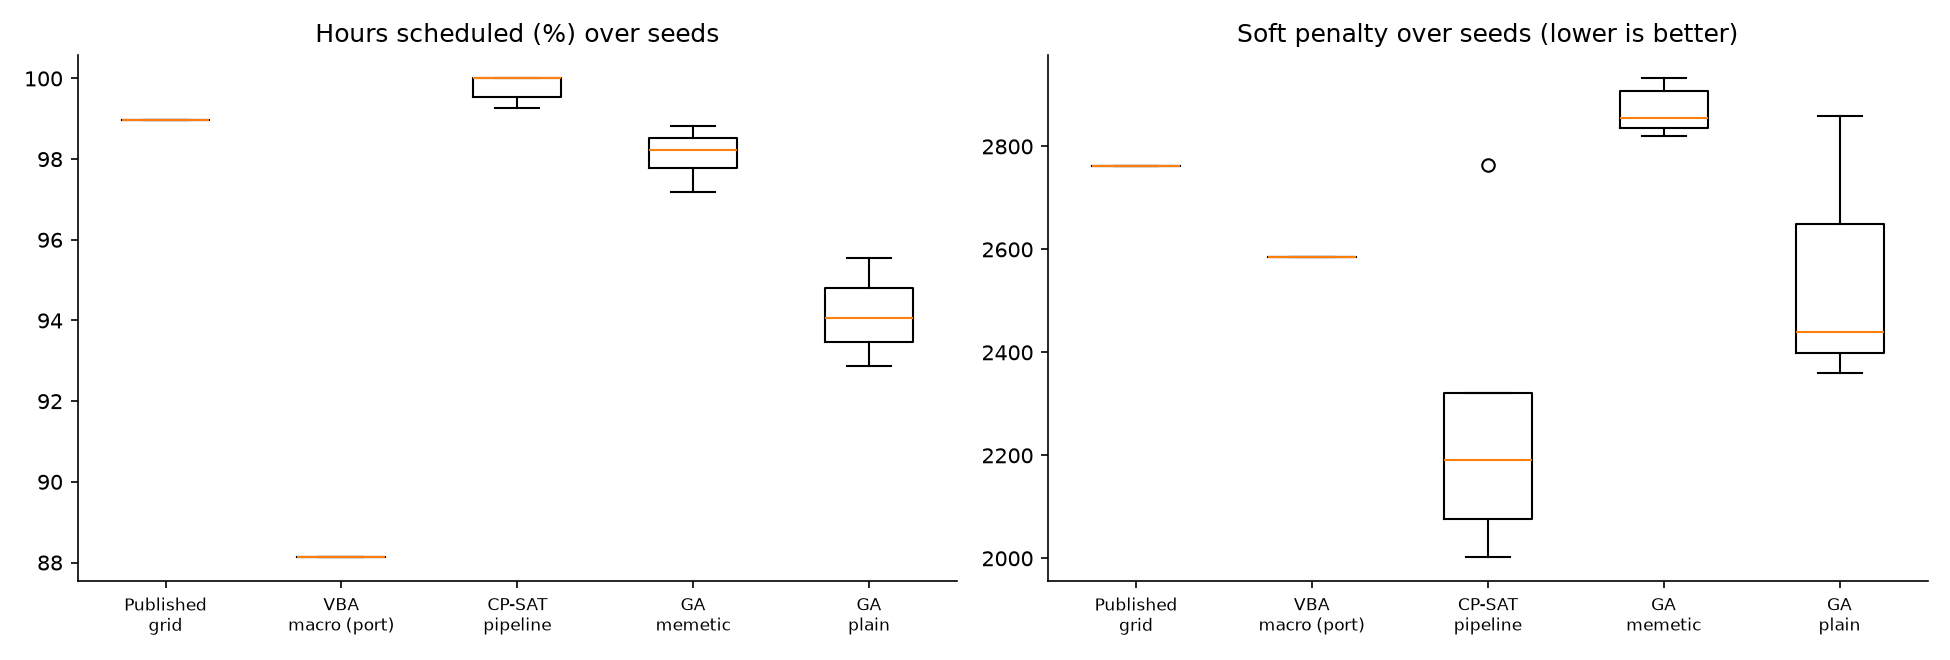 Hours scheduled (%) over seeds
100
98
96
94
92
90
88
Published
grid
VBA
macro (port)
CP-SAT
pipeline
GA
memetic
GA
plain
Soft penalty over seeds (lower is better)
2800
2600
2400
2200
2000
Published
grid
VBA
macro (port)
CP-SAT
pipeline
GA
memetic
GA
plain